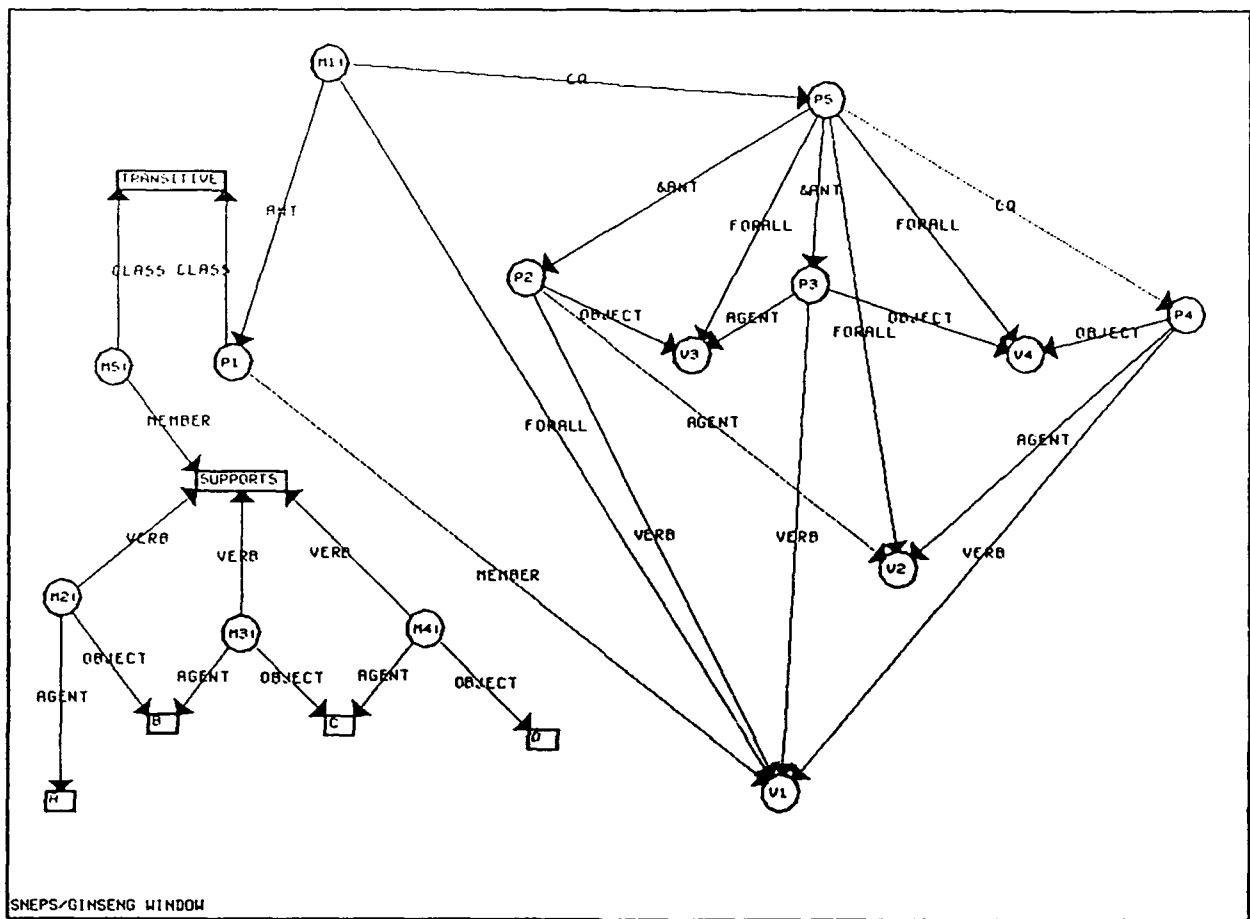 M1!
CQ
P5
TRANSITIVE
&ANT
&ANT
ANT
CQ
FORALL
FORALL
CLASS CLASS
P2
P3
OBJECT
AGENT
OBJECT
P4
FORALL
OBJECT
M5!
P1
V3
V4
MEMBER
FORALL
AGENT
AGENT
SUPPORTS
VERB
VERB
VERB
VERB
VERB
VERB
MEMBER
V2
M2!
M3!
M4!
OBJECT
AGENT
OBJECT
AGENT
OBJECT
AGENT
B
C
D
V1
SNEPS/GINSENG WINDOW